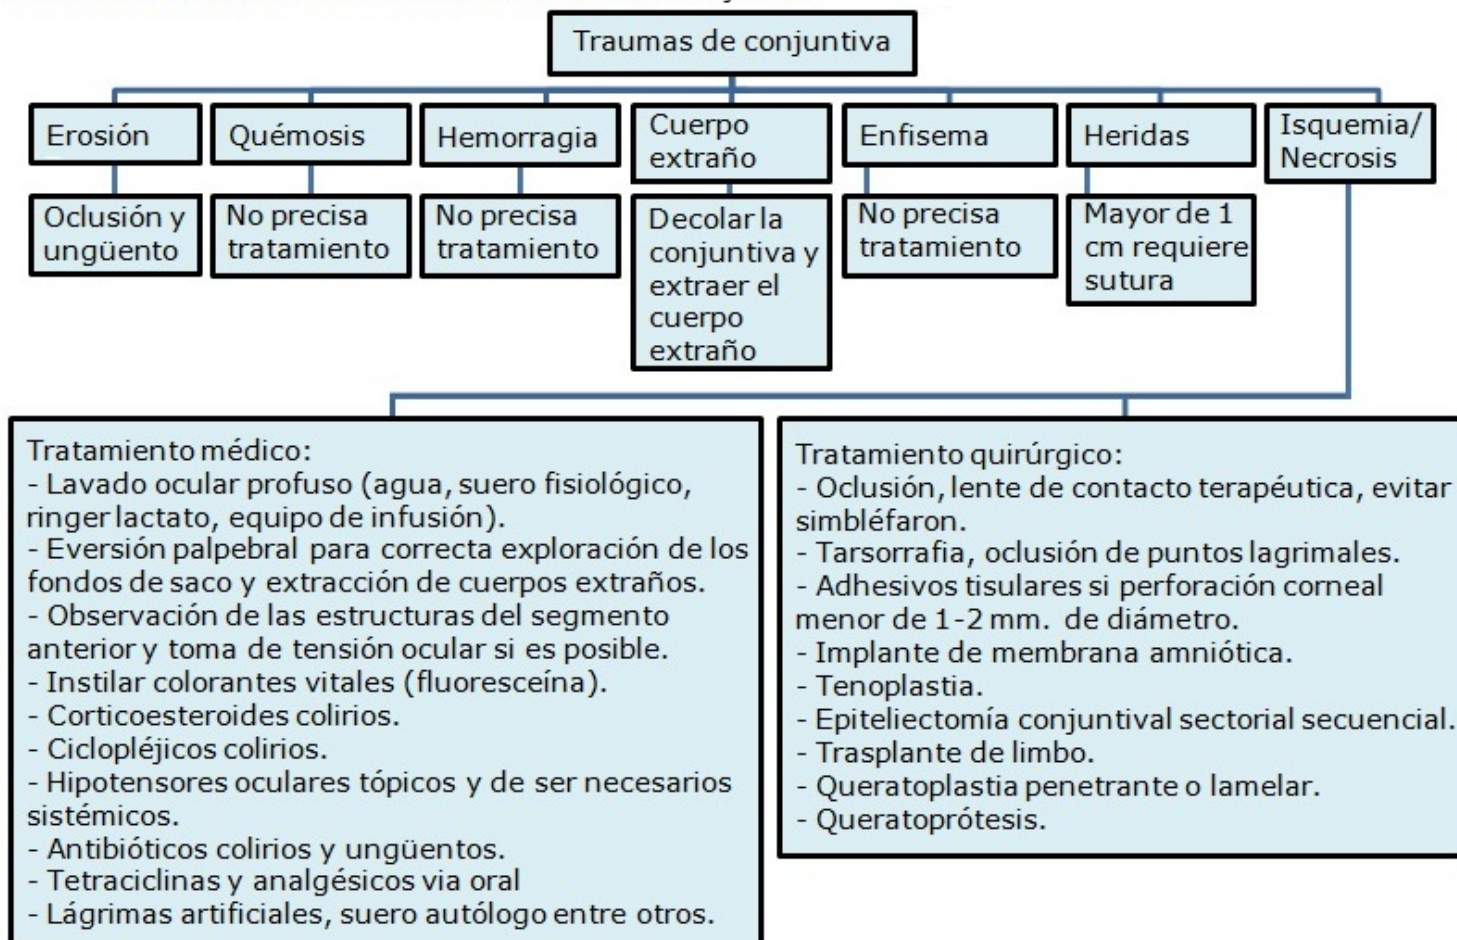 Traumas de conjuntiva
Erosión
Quémosis
Hemorragia
Cuerpo
extraño
Enfisema
Heridas
Isquemia/
Necrosis
Oclusión y
ungüento
No precisa
tratamiento
No precisa
tratamiento
Decolar la
conjuntiva y
extraer el
cuerpo
extraño
No precisa
tratamiento
Mayor de 1
cm requiere
sutura
Tratamiento médico:
- Lavado ocular profuso (agua, suero fisiológico,
ringer lactato, equipo de infusión).
- Eversión palpebral para correcta exploración de los
fondos de saco y extracción de cuerpos extraños.
- Observación de las estructuras del segmento
anterior y toma de tensión ocular si es posible.
- Instilar colorantes vitales (fluoresceína).
- Corticoesteroides colirios.
- Ciclopléjicos colirios.
- Hipotensores oculares tópicos y de ser necesarios
sistémicos.
- Antibióticos colirios y ungüentos.
- Tetraciclinas y analgésicos via oral
- Lágrimas artificiales, suero autólogo entre otros.
Tratamiento quirúrgico:
- Oclusión, lente de contacto terapéutica, evitar
simbléfaron.
- Tarsorrafia, oclusión de puntos lagrimales.
- Adhesivos tisulares si perforación corneal
menor de 1-2 mm. de diámetro.
- Implante de membrana amniótica.
- Tenoplastia.
- Epiteliectomía conjuntival sectorial secuencial.
- Trasplante de limbo.
- Queratoplastia penetrante o lamelar.
- Queratoprótesis.